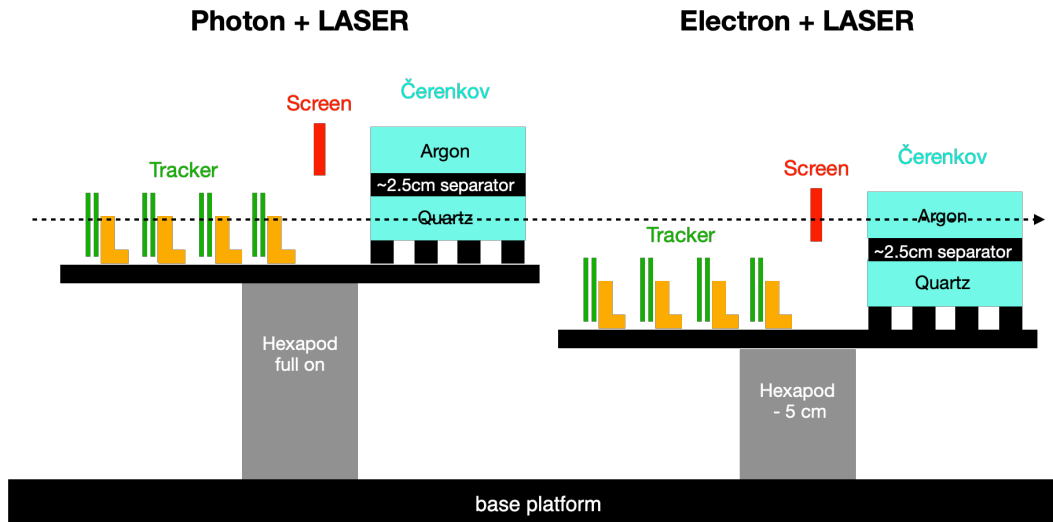 Photon + LASER
Electron + LASER
Čerenkov
Screen
Argon
Tracker
~2.5cm separator
Quartz
Hexapod
full on
Čerenkov
Screen
Argon
Tracker
~2.5cm separator
Quartz
Hexapod
- 5 cm
base platform